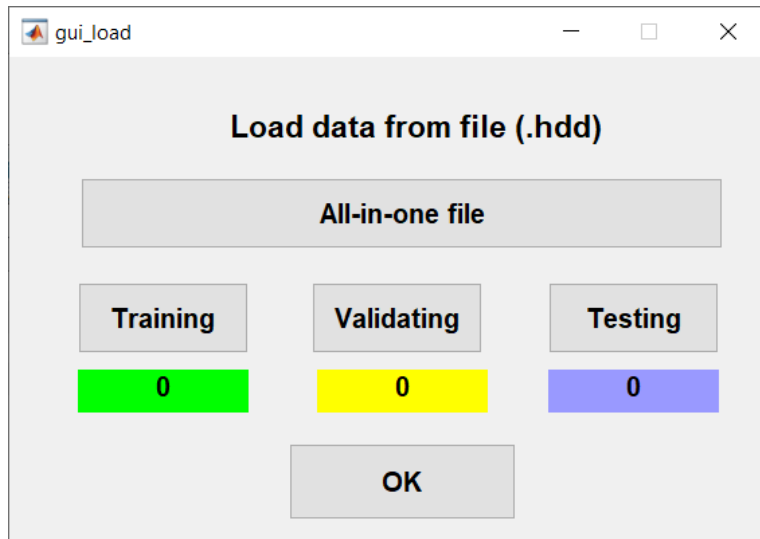 gui_load
Load data from file (.hdd)
All-in-one file
Training Validating Testing
0 0 0
OK